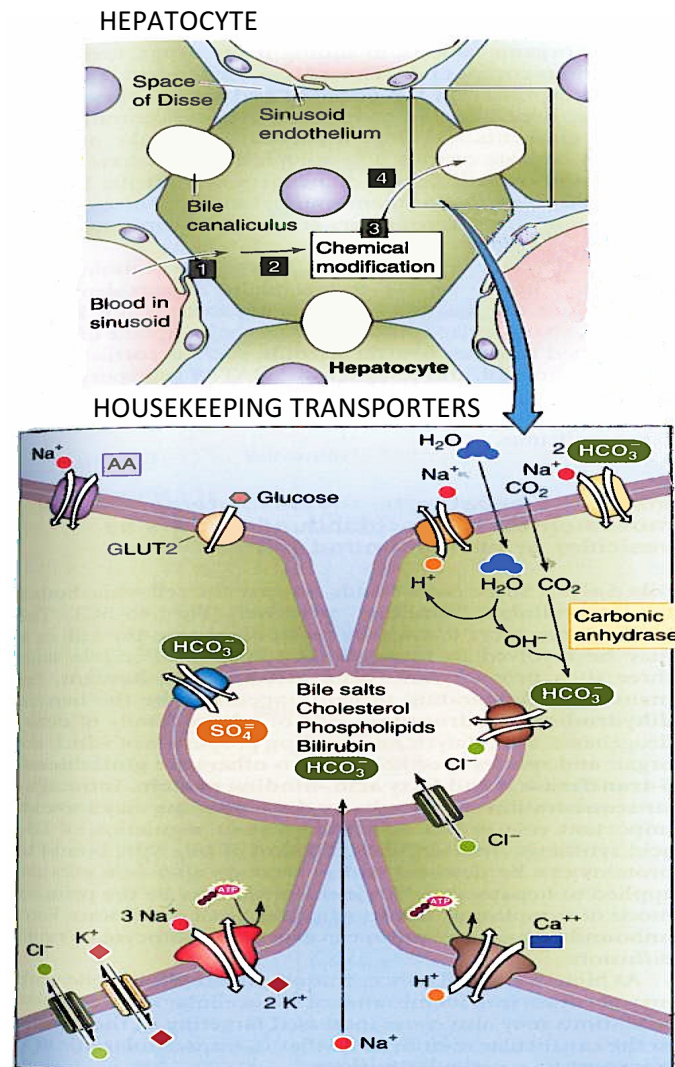 HEPATOCYTE
Space
of Disse
Sinusoid
endothelium
4
Bile
canaliculus
3
Chemical
modification
1
2
Blood in
sinusoid
Hepatocyte
HOUSEKEEPING TRANSPORTERS
H₂O
Na⁺
AA
Na⁺
Na⁺
2 HCO₃⁻
CO₂
Glucose
GLUT2
H⁺
H₂O
CO₂
Carbonic
anhydrase
OH⁻
HCO₃⁻
HCO₃⁻
SO₄⁼
Bile salts
Cholesterol
Phospholipids
Bilirubin
HCO₃⁻
Cl⁻
Cl⁻
ATP
ATP
3 Na⁺
Ca⁺⁺
Cl⁻
K⁺
H⁺
2 K⁺
Na⁺